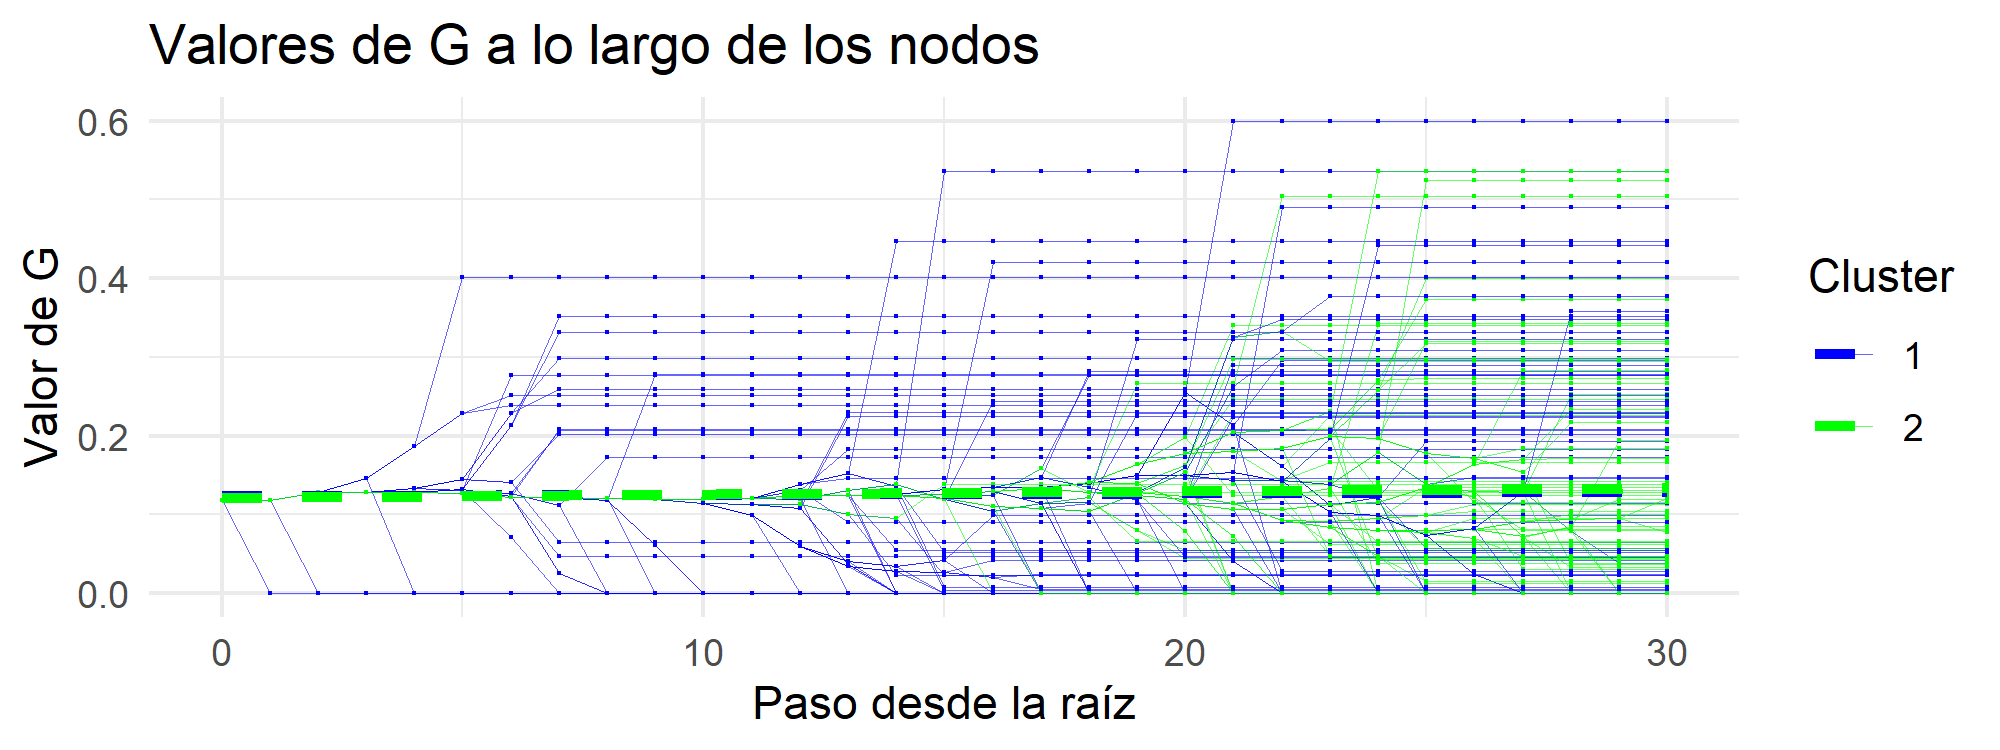 Valores de G a lo largo de los nodos
0.6
0.4
0.2
0.0
Valor de G
0
10
20
30
Paso desde la raíz
Cluster
1
2